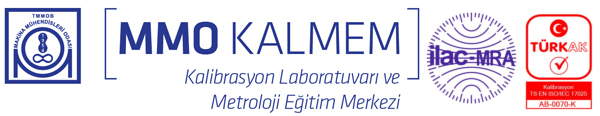 TMMOB
MAKİNA MÜHENDİSLERİ ODASI
MMO KALMEM
Kalibrasyon Laboratuvarı ve
Metroloji Eğitim Merkezi
ilac-MRA
TÜRKAK
Kalibrasyon
TS EN ISO/IEC 17025
AB-0070-K